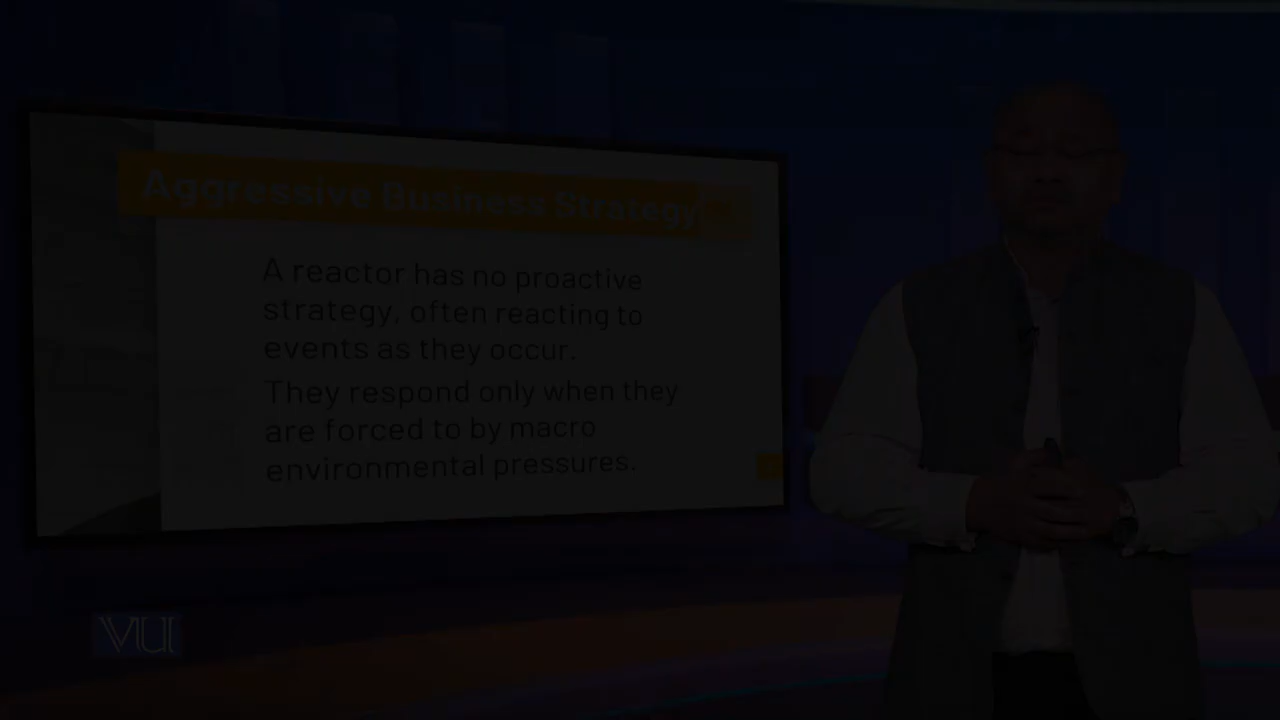 Aggressive Business Strategy
A reactor has no proactive
strategy, often reacting to
events as they occur.
They respond only when they
are forced to by macro
environmental pressures.
VU